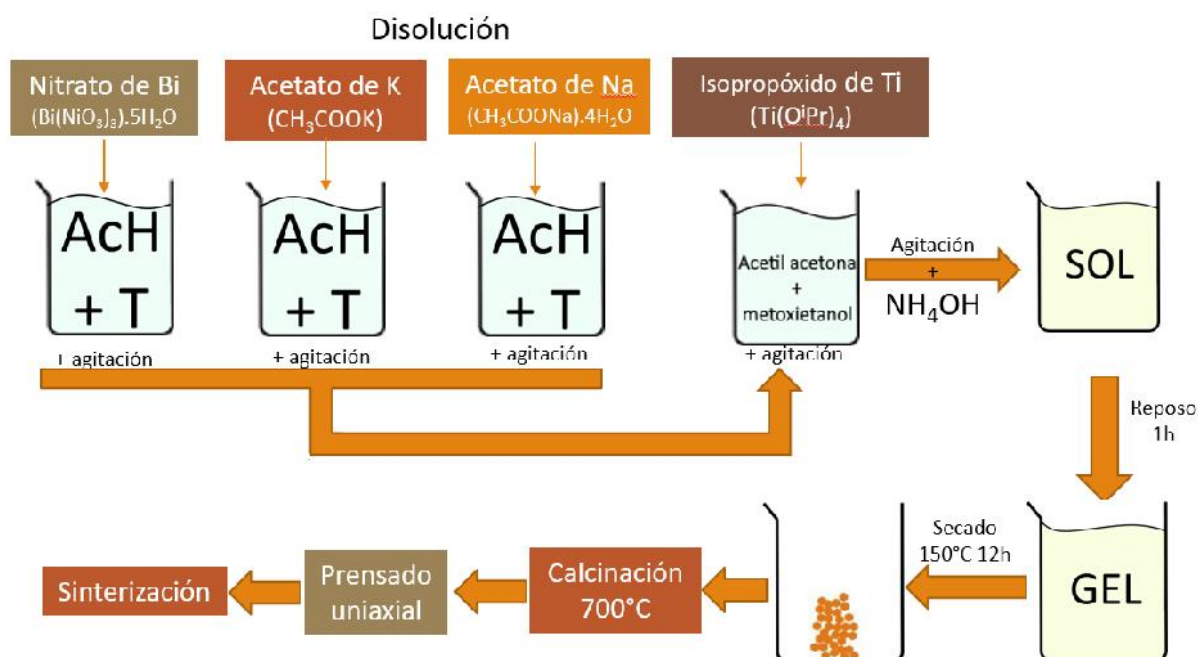 Disolución
Nitrato de Bi
(Bi(NiO₃)₃).5H₂O
Acetato de K
(CH₃COOK)
Acetato de Na
(CH₃COONa).4H₂O
Isopropóxido de Ti
(Ti(OⁱPr)₄)
AcH
+ T
+ agitación
AcH
+ T
+ agitación
AcH
+ T
+ agitación
Acetil acetona
+
metoxietanol
+ agitación
Agitación
+
NH₄OH
SOL
Reposo
1h
GEL
Secado
150°C 12h
Calcinación
700°C
Prensado
uniaxial
Sinterización